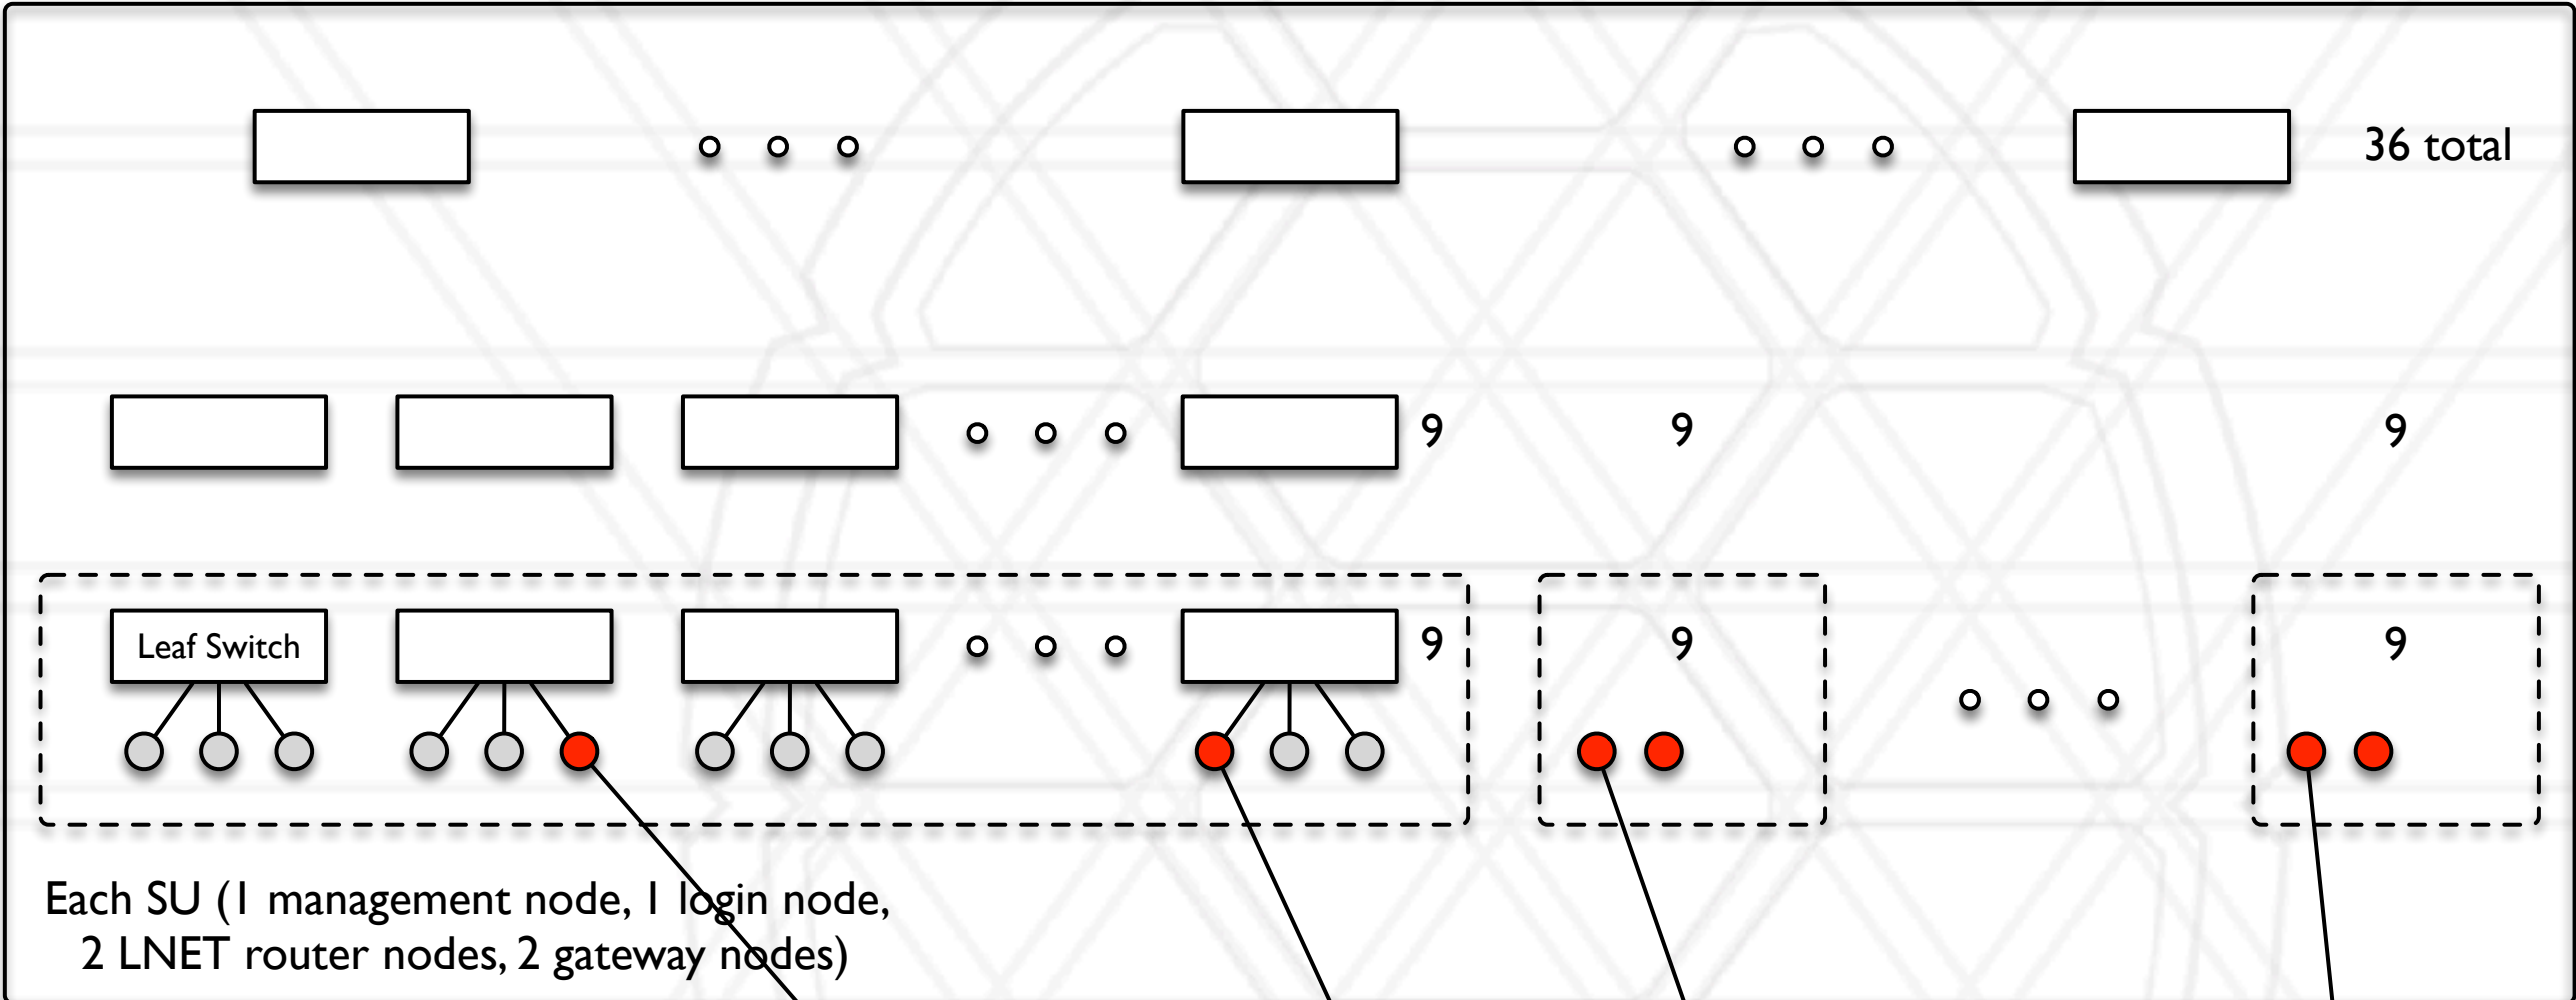 36 total
9
9
9
Leaf Switch
9
9
9
Each SU (1 management node, 1 login node,
2 LNET router nodes, 2 gateway nodes)